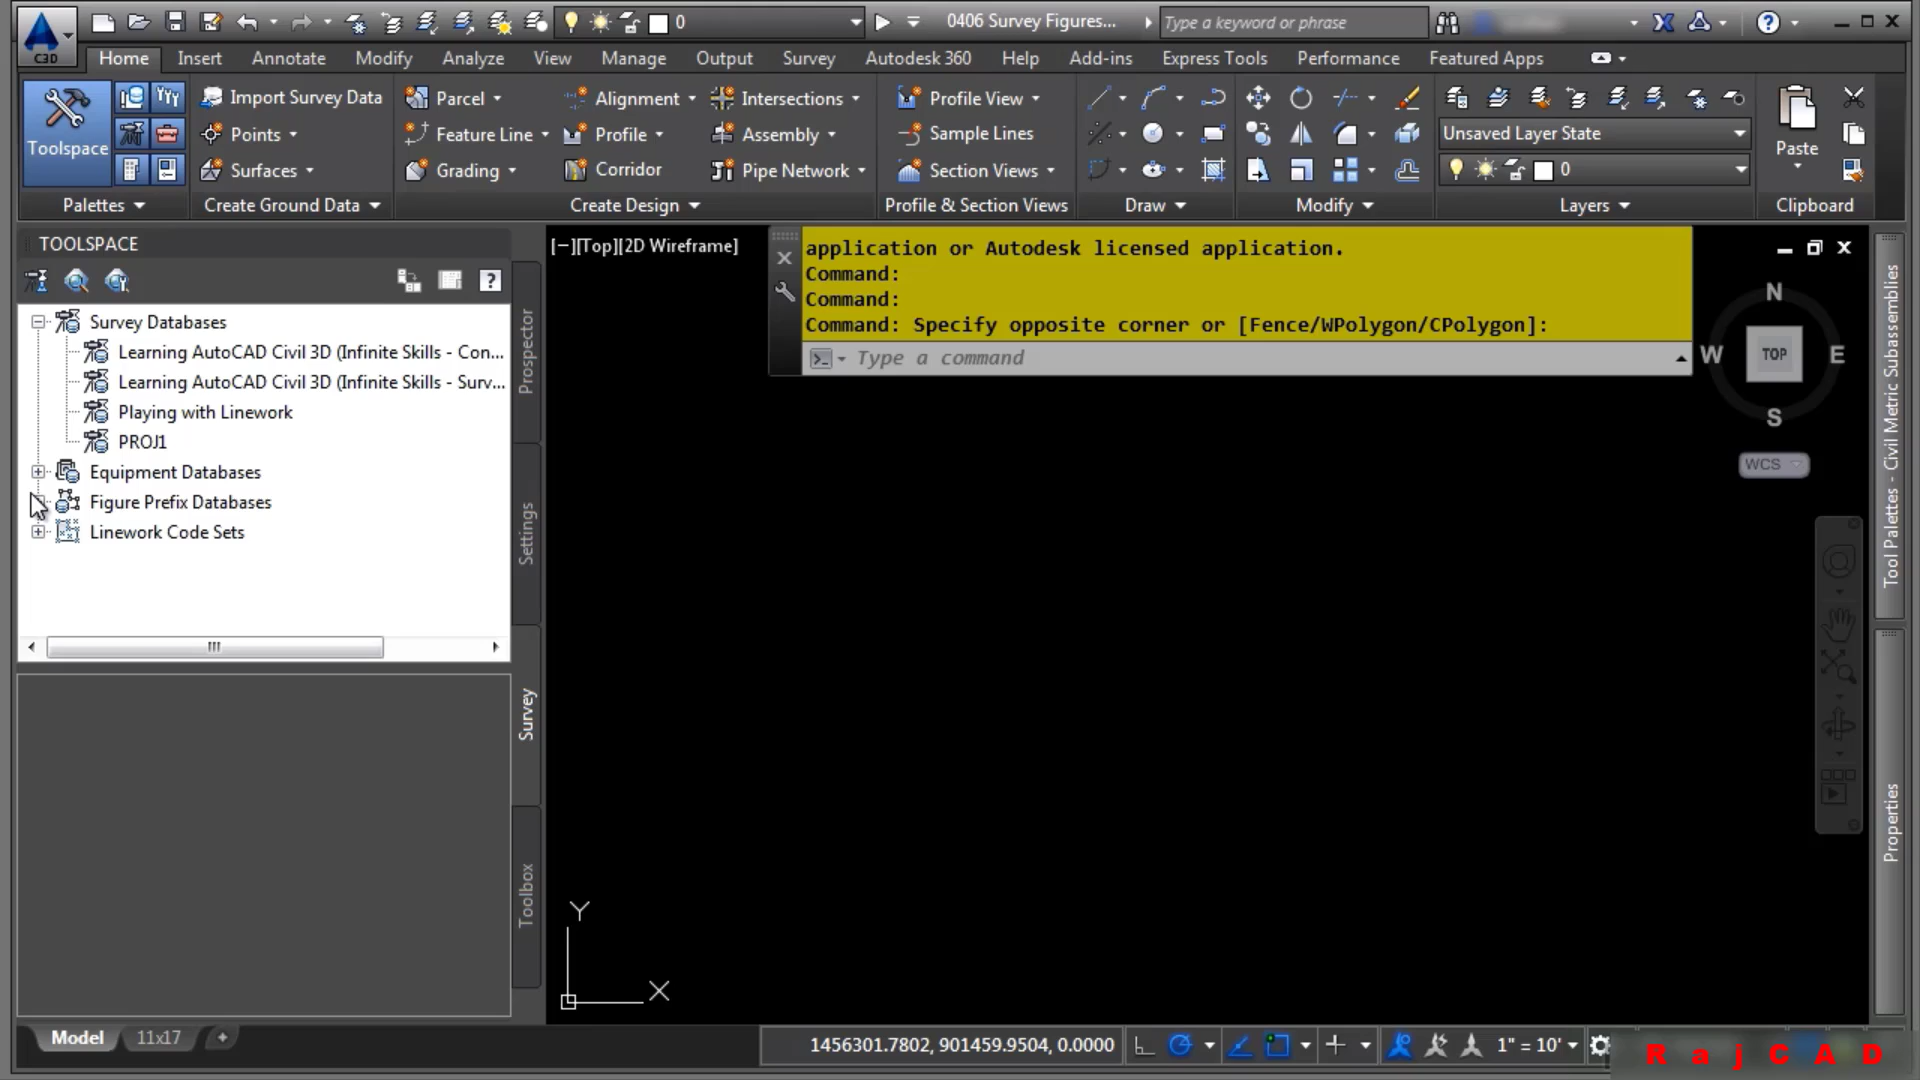 C3D
0
0406 Survey Figures...
Type a keyword or phrase
Home Insert Annotate Modify Analyze View Manage Output Survey Autodesk 360 Help Add-ins Express Tools Performance Featured Apps
Toolspace
Import Survey Data
Points
Surfaces
Parcel
Feature Line
Grading
Alignment
Profile
Corridor
Intersections
Assembly
Pipe Network
Profile View
Sample Lines
Section Views
Unsaved Layer State
0
Paste
Palettes Create Ground Data Create Design Profile & Section Views Draw Modify Layers Clipboard
TOOLSPACE
Survey Databases
Learning AutoCAD Civil 3D (Infinite Skills - Con...
Learning AutoCAD Civil 3D (Infinite Skills - Surv...
Playing with Linework
PROJ1
Equipment Databases
Figure Prefix Databases
Linework Code Sets
Prospector
Settings
Survey
Toolbox
[−][Top][2D Wireframe]
application or Autodesk licensed application.
Command:
Command:
Command: Specify opposite corner or [Fence/WPolygon/CPolygon]:
Type a command
N
W TOP E
S
WCS
Tool Palettes - Civil Metric Subassemblies
Properties
Y
X
Model 11x17
1456301.7802, 901459.9504, 0.0000
1" = 10'
RajCAD